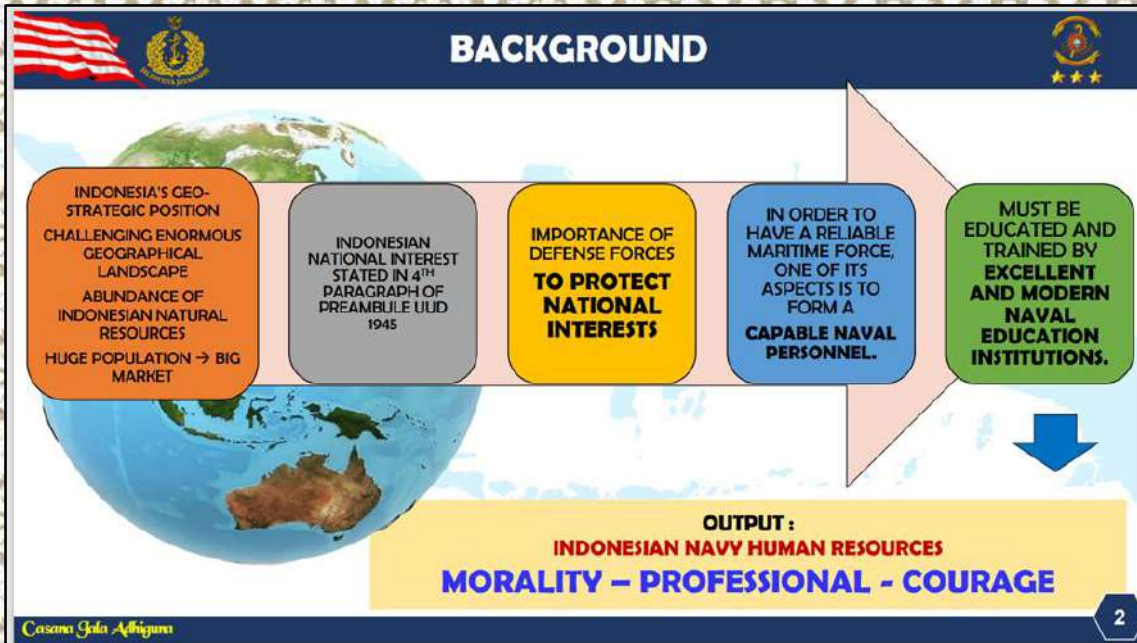 BACKGROUND
INDONESIA'S GEO-
STRATEGIC POSITION
CHALLENGING ENORMOUS
GEOGRAPHICAL
LANDSCAPE
ABUNDANCE OF
INDONESIAN NATURAL
RESOURCES
HUGE POPULATION → BIG
MARKET
INDONESIAN
NATIONAL INTEREST
STATED IN 4TH
PARAGRAPH OF
PREAMBULE UUD
1945
IMPORTANCE OF
DEFENSE FORCES
TO PROTECT
NATIONAL
INTERESTS
IN ORDER TO
HAVE A RELIABLE
MARITIME FORCE,
ONE OF ITS
ASPECTS IS TO
FORM A
CAPABLE NAVAL
PERSONNEL.
MUST BE
EDUCATED AND
TRAINED BY
EXCELLENT
AND MODERN
NAVAL
EDUCATION
INSTITUTIONS.
OUTPUT :
INDONESIAN NAVY HUMAN RESOURCES
MORALITY – PROFESSIONAL - COURAGE
Casana Jala Adhiguna
2